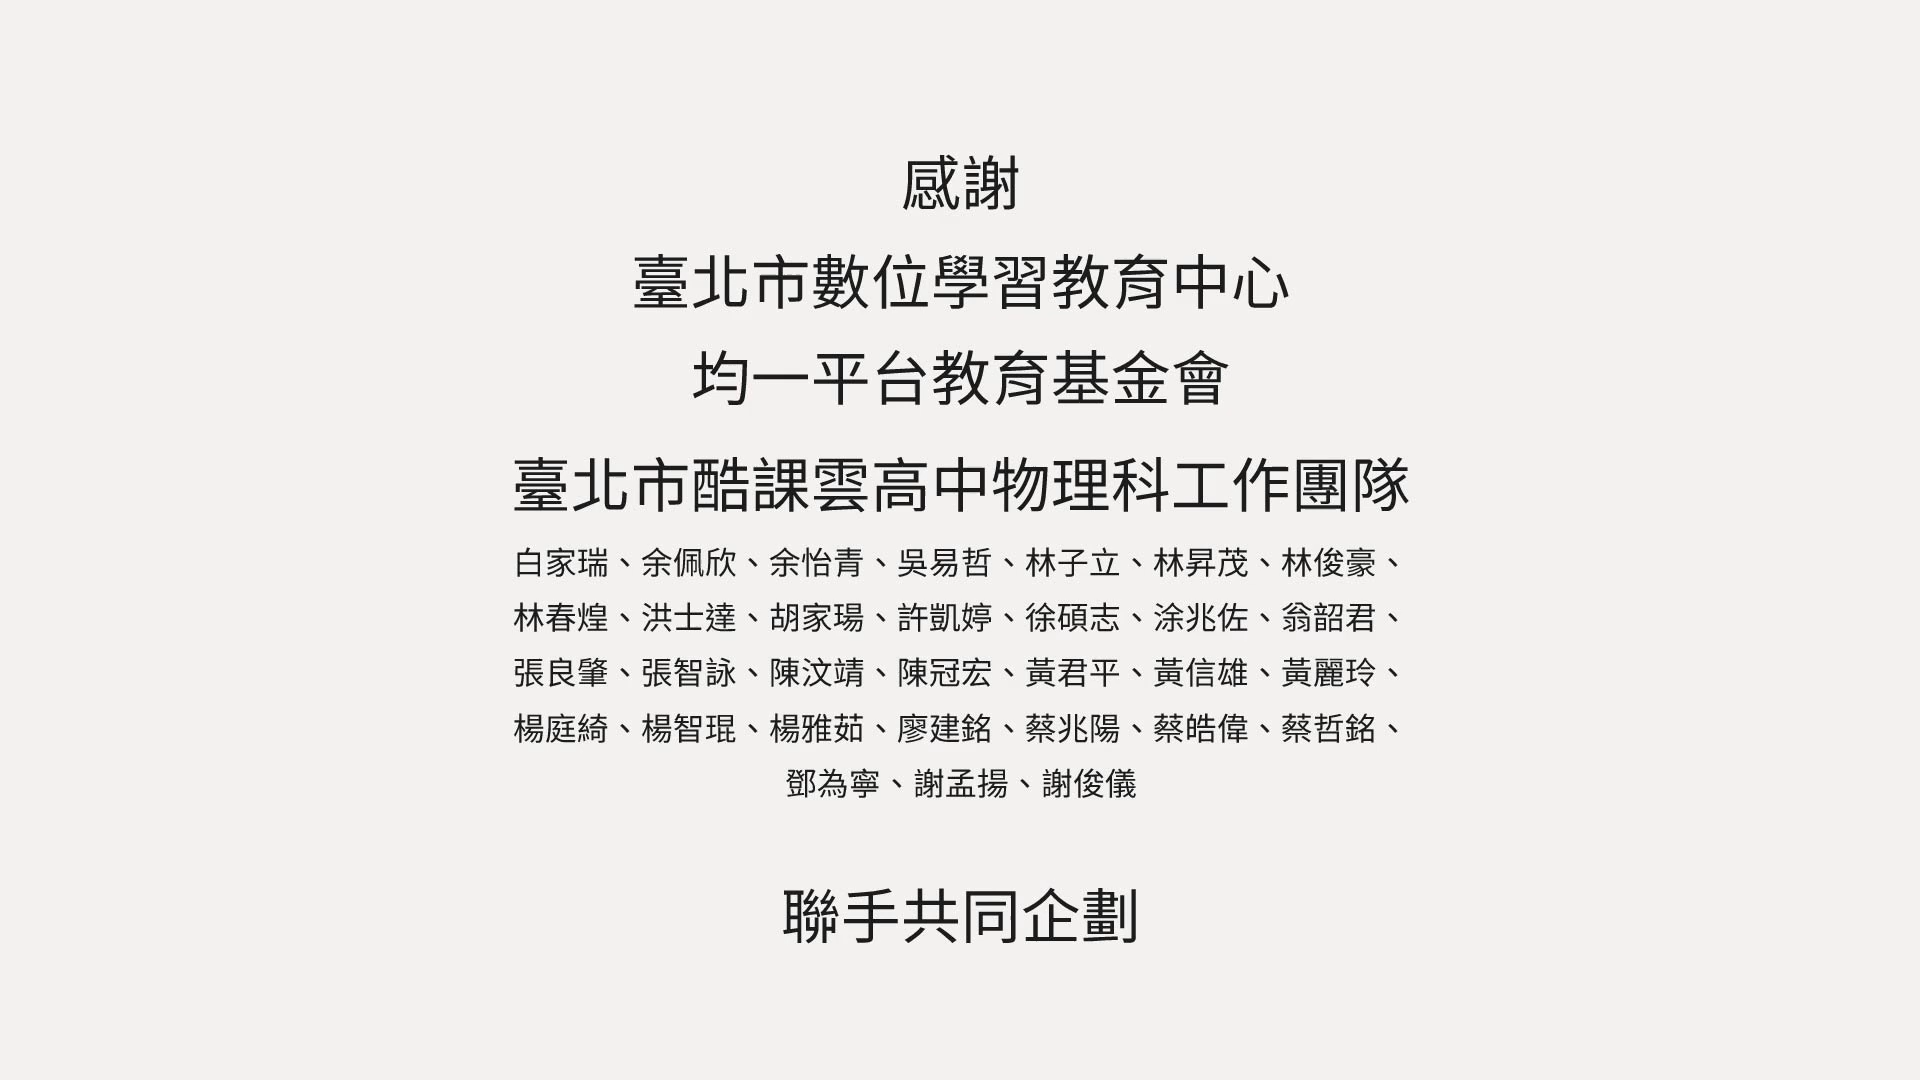 感謝
臺北市數位學習教育中心
均一平台教育基金會
臺北市酷課雲高中物理科工作團隊
白家瑞、余佩欣、余怡青、吳易哲、林子立、林昇茂、林俊豪、
林春煌、洪士達、胡家瑒、許凱婷、徐碩志、涂兆佐、翁韶君、
張良肇、張智詠、陳汶靖、陳冠宏、黃君平、黃信雄、黃麗玲、
楊庭綺、楊智琨、楊雅茹、廖建銘、蔡兆陽、蔡皓偉、蔡哲銘、
鄧為寧、謝孟揚、謝俊儀
聯手共同企劃